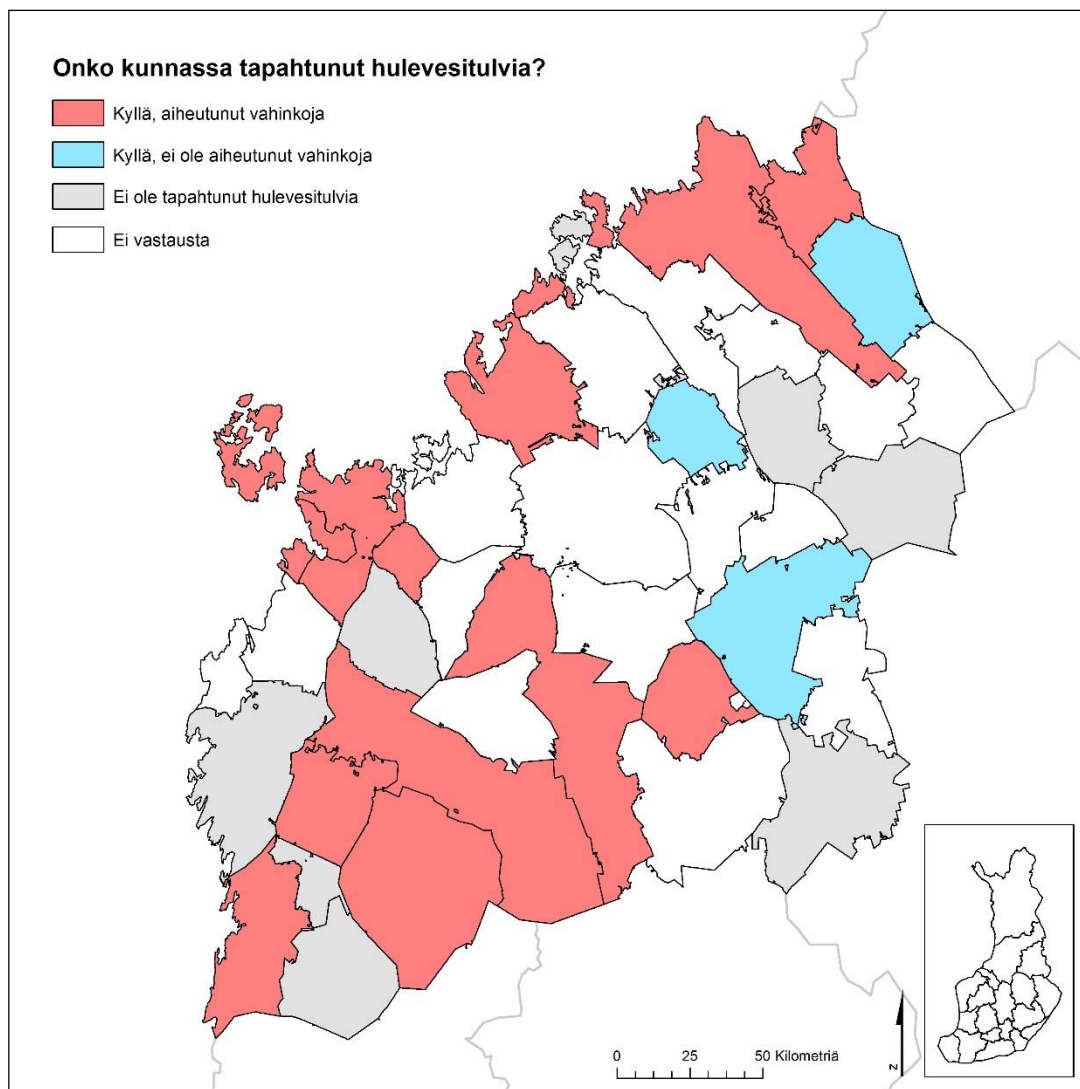 Onko kunnassa tapahtunut hulevesitulvia?
Kyllä, aiheutunut vahinkoja
Kyllä, ei ole aiheutunut vahinkoja
Ei ole tapahtunut hulevesitulvia
Ei vastausta
0 25 50 Kilometriä
N